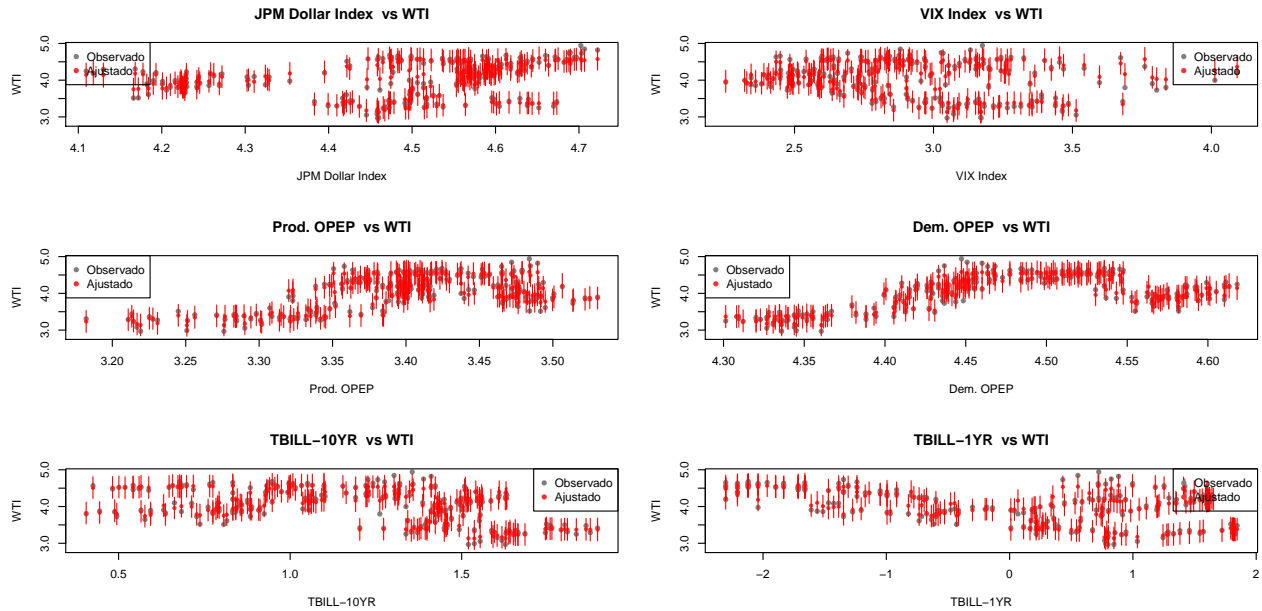 JPM Dollar Index  vs WTI
WTI
5.0
4.0
3.0
Observado
Ajustado
4.1 4.2 4.3 4.4 4.5 4.6 4.7
JPM Dollar Index
VIX Index  vs WTI
WTI
5.0
4.0
3.0
Observado
Ajustado
2.5 3.0 3.5 4.0
VIX Index
Prod. OPEP  vs WTI
WTI
5.0
4.0
3.0
Observado
Ajustado
3.20 3.25 3.30 3.35 3.40 3.45 3.50
Prod. OPEP
Dem. OPEP  vs WTI
WTI
5.0
4.0
3.0
Observado
Ajustado
4.30 4.35 4.40 4.45 4.50 4.55 4.60
Dem. OPEP
TBILL−10YR  vs WTI
WTI
5.0
4.0
3.0
Observado
Ajustado
0.5 1.0 1.5
TBILL−10YR
TBILL−1YR  vs WTI
WTI
5.0
4.0
3.0
Observado
Ajustado
−2 −1 0 1 2
TBILL−1YR